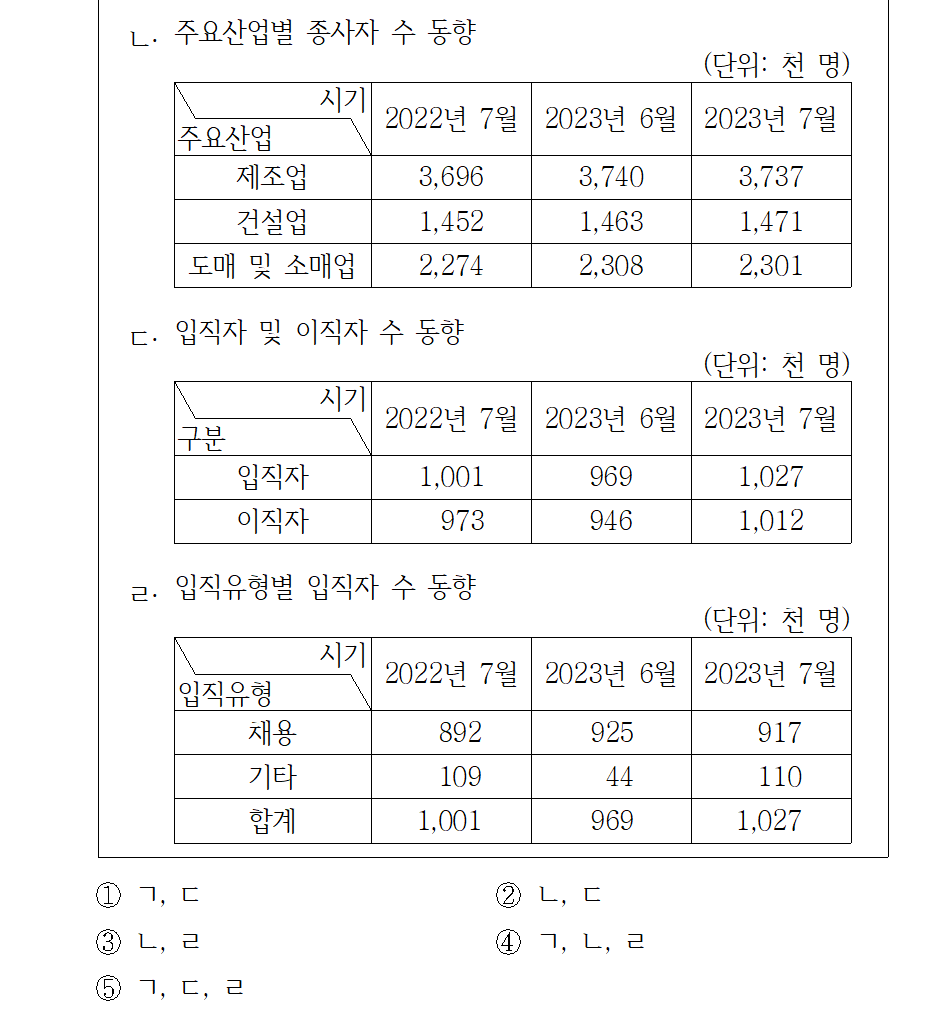 ㄴ. 주요산업별 종사자 수 동향
(단위: 천 명)
시기
주요산업
2022년 7월 2023년 6월 2023년 7월
제조업 3,696 3,740 3,737
건설업 1,452 1,463 1,471
도매 및 소매업 2,274 2,308 2,301
ㄷ. 입직자 및 이직자 수 동향
(단위: 천 명)
시기
구분
2022년 7월 2023년 6월 2023년 7월
입직자 1,001 969 1,027
이직자 973 946 1,012
ㄹ. 입직유형별 입직자 수 동향
(단위: 천 명)
시기
입직유형
2022년 7월 2023년 6월 2023년 7월
채용 892 925 917
기타 109 44 110
합계 1,001 969 1,027
① ㄱ, ㄷ ② ㄴ, ㄷ
③ ㄴ, ㄹ ④ ㄱ, ㄴ, ㄹ
⑤ ㄱ, ㄷ, ㄹ